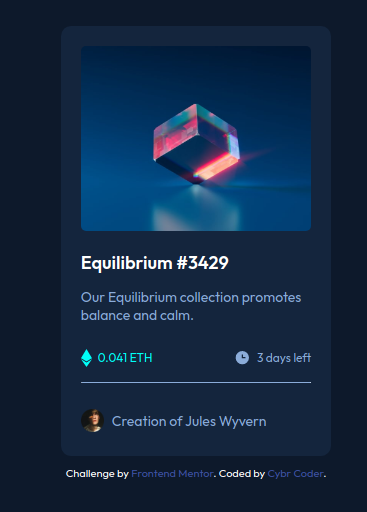 Equilibrium #3429
Our Equilibrium collection promotes
balance and calm.
0.041 ETH
3 days left
Creation of Jules Wyvern
Challenge by Frontend Mentor. Coded by Cybr Coder.